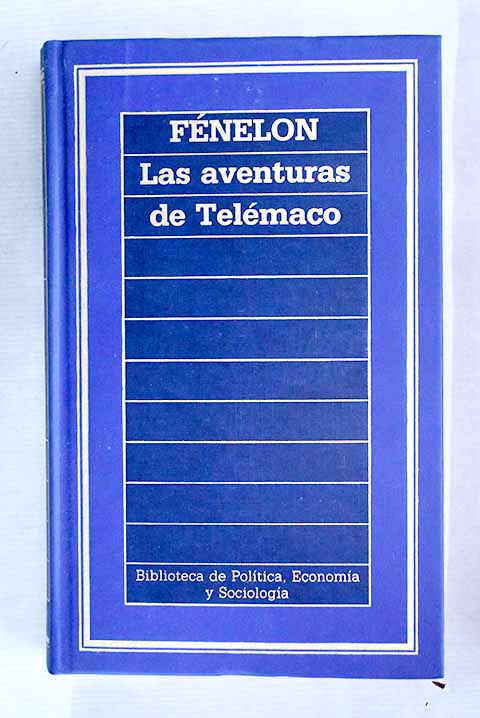 FÉNELON
Las aventuras
de Telémaco
Biblioteca de Política, Economía
y Sociología